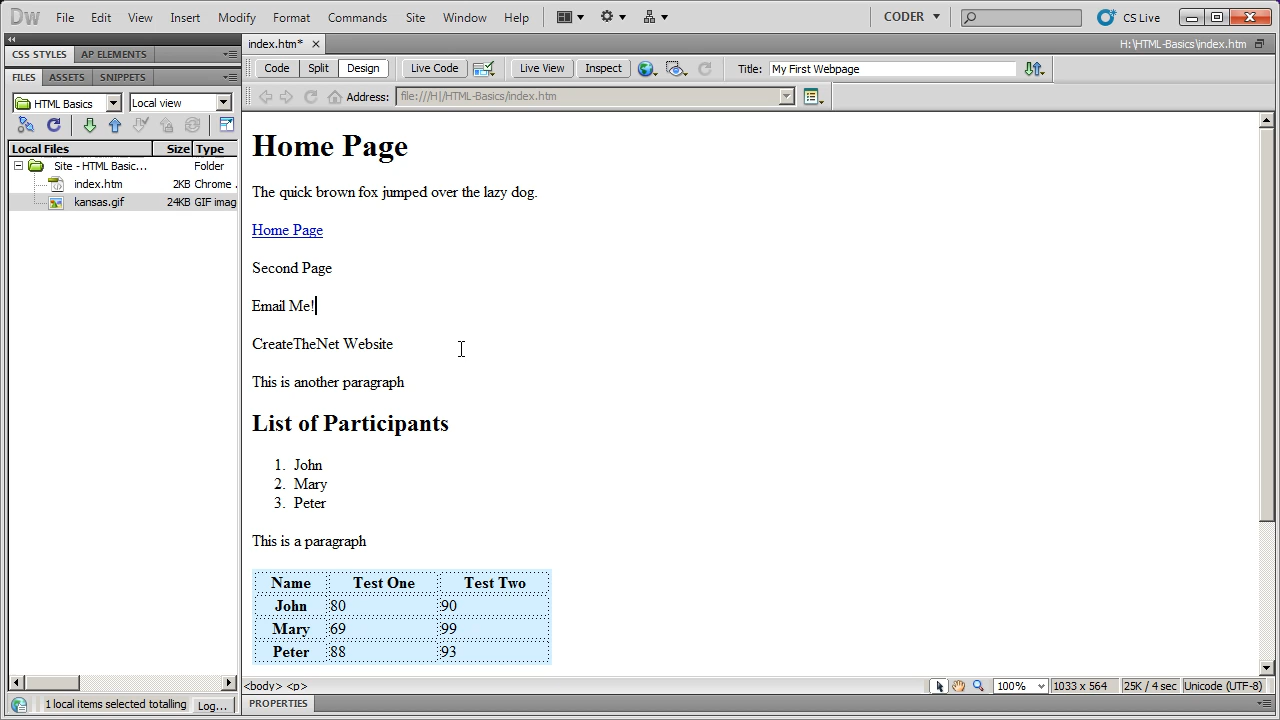 Dw File Edit View Insert Modify Format Commands Site Window Help CODER CS Live
CSS STYLES AP ELEMENTS
index.htm* H:\HTML-Basics\index.htm
FILES ASSETS SNIPPETS
Code Split Design Live Code Live View Inspect Title: My First Webpage
HTML Basics Local view
Address: file:///H|/HTML-Basics/index.htm
Local Files Size Type
Site - HTML Basic... Folder
index.htm 2KB Chrome .
kansas.gif 24KB GIF imag
Home Page
The quick brown fox jumped over the lazy dog.
Home Page
Second Page
Email Me!
CreateTheNet Website
This is another paragraph
List of Participants
1. John
2. Mary
3. Peter
This is a paragraph
Name Test One Test Two
John 80 90
Mary 69 99
Peter 88 93
<body> <p> 100% 1033 x 564 25K / 4 sec Unicode (UTF-8)
1 local items selected totalling Log...
PROPERTIES